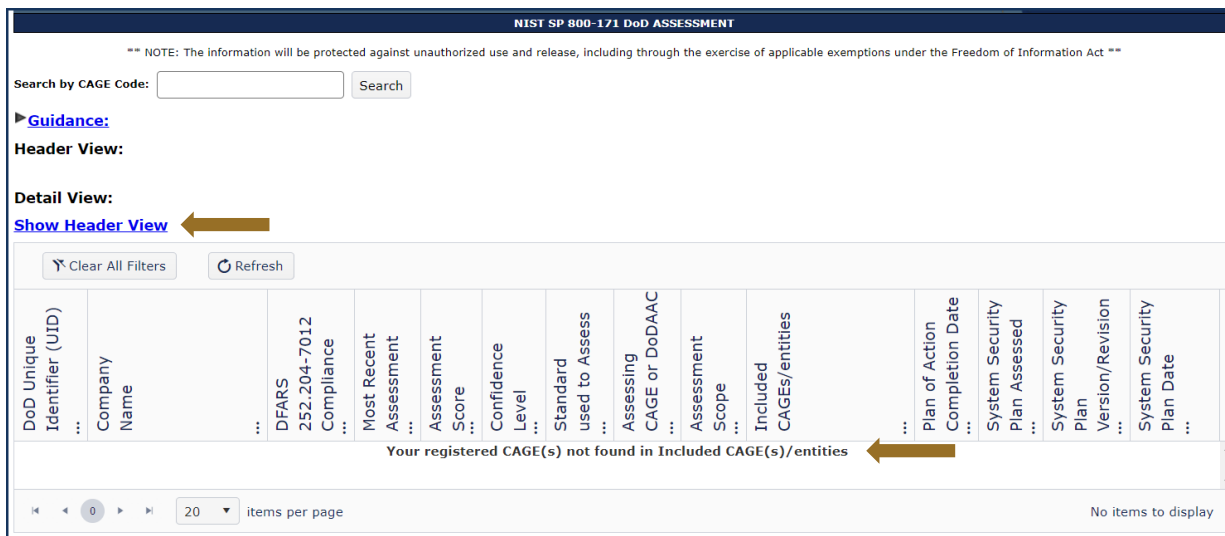 NIST SP 800-171 DoD ASSESSMENT
"" NOTE: The information will be protected against unauthorized use and release, including through the exercise of applicable exemptions under the Freedom of Information Act ""
Search by CAGE Code:
Search
Guidance:
Header View:
Detail View:
Show Header View
Clear All Filters
Refresh
DoD Unique
Identifier (UID)
...
Company
Name
...
DFARS
252.204-7012
Compliance
...
Most Recent
Assessment
...
Assessment
Score
...
Confidence
Level
...
Standard
used to Assess
...
Assessing
CAGE or DoDAAC
...
Assessment
Scope
...
Included
CAGEs/entities
...
Plan of Action
Completion Date
...
System Security
Plan Assessed
...
System Security
Plan
Version/Revision
...
System Security
Plan Date
...
Your registered CAGE(s) not found in Included CAGE(s)/entities
0
20
items per page
No items to display